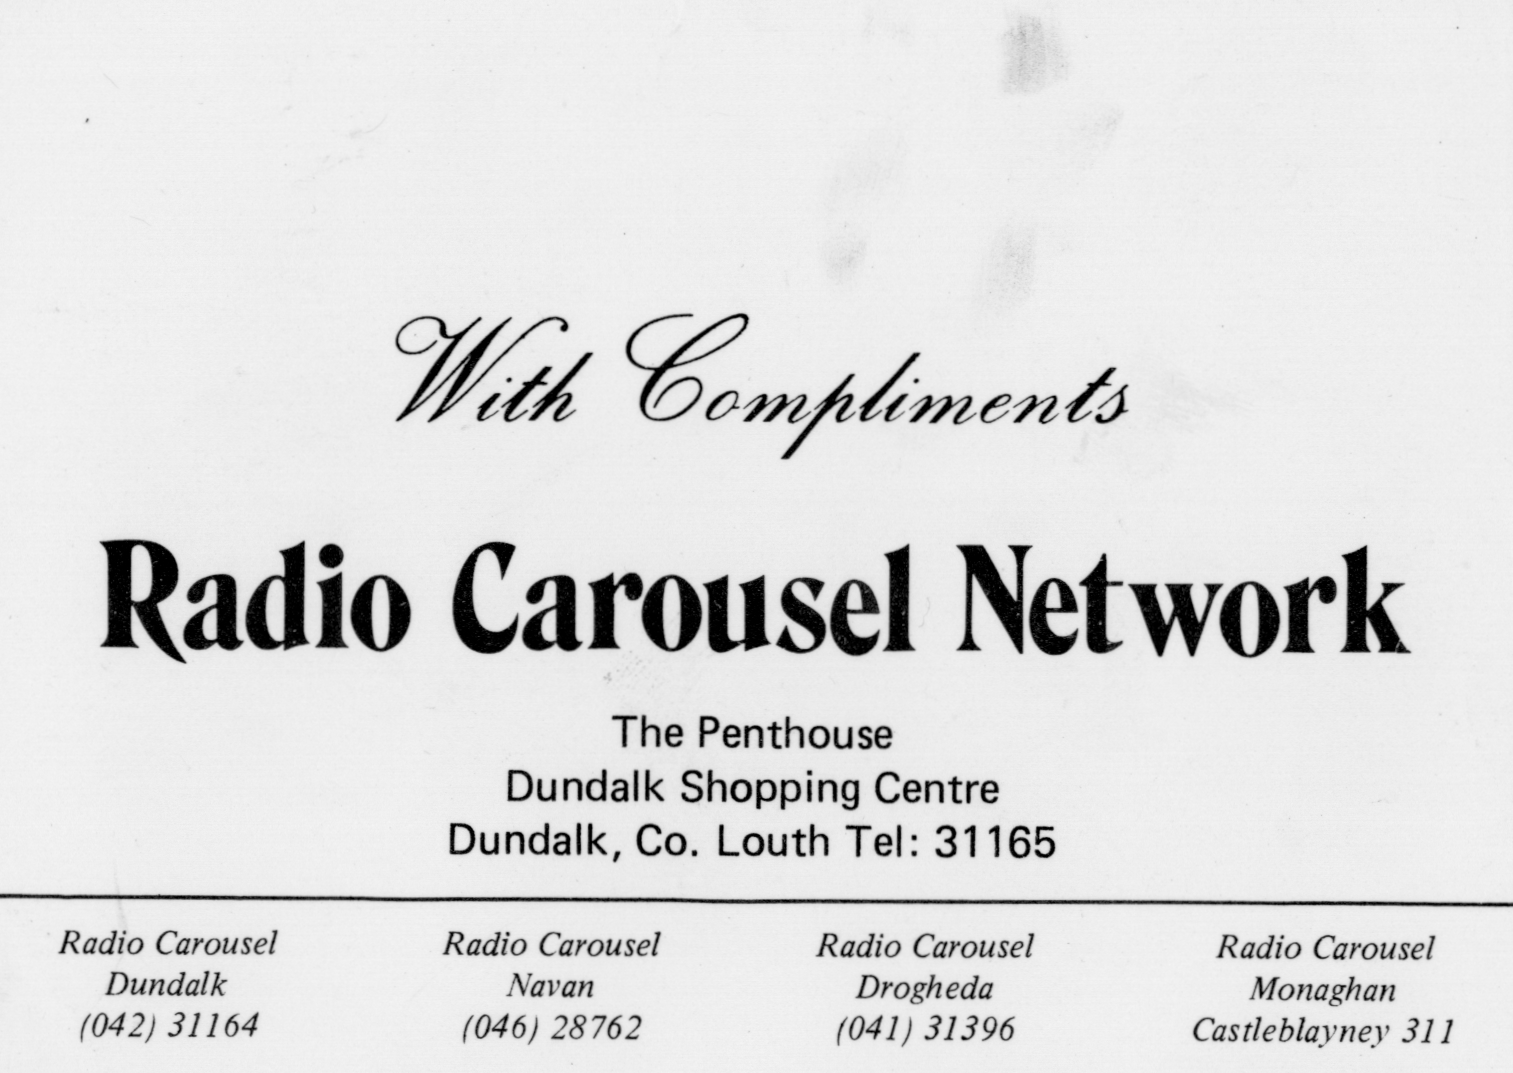 With Compliments
Radio Carousel Network
The Penthouse
Dundalk Shopping Centre
Dundalk, Co. Louth Tel: 31165
Radio Carousel
Dundalk
(042) 31164
Radio Carousel
Navan
(046) 28762
Radio Carousel
Drogheda
(041) 31396
Radio Carousel
Monaghan
Castleblayney 311